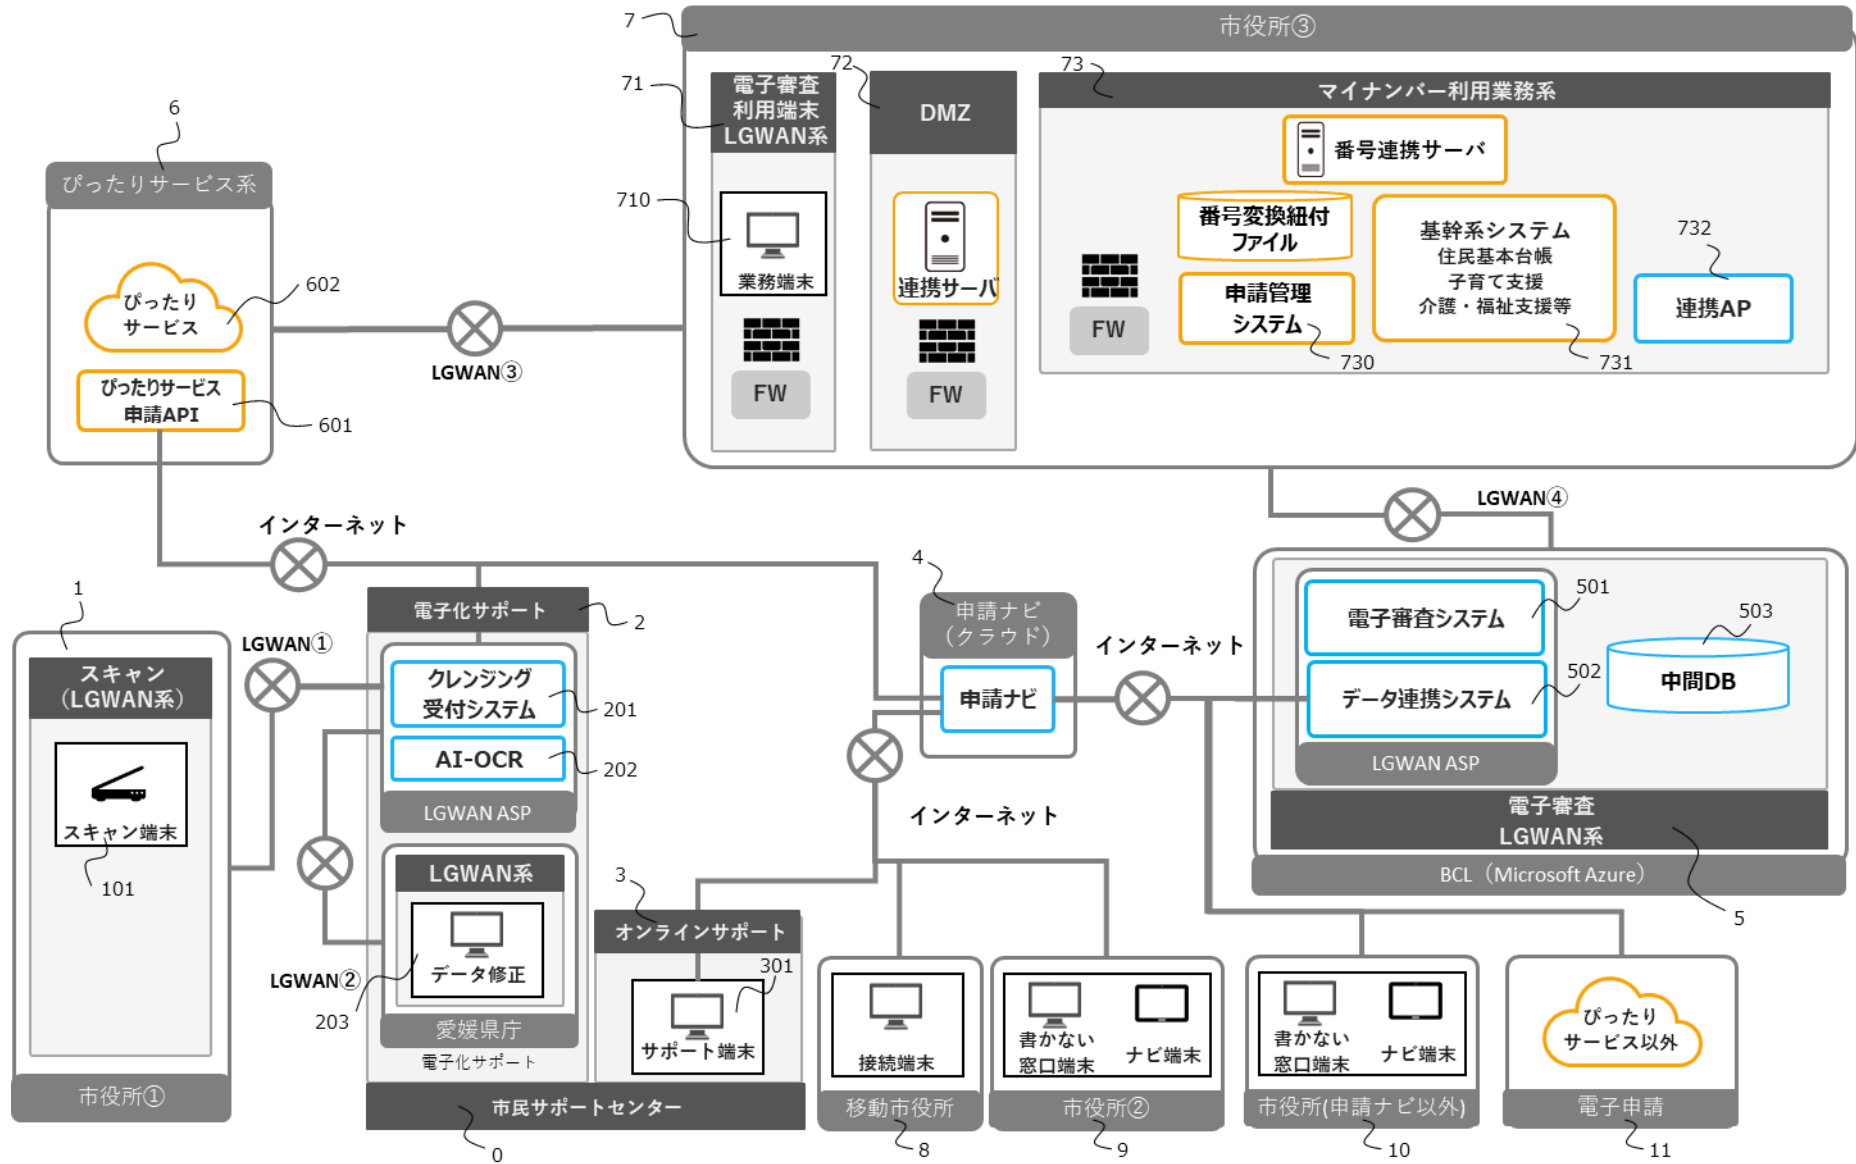 7
市役所③
71
電子審査
利用端末
LGWAN系
710
業務端末
FW
72
DMZ
連携サーバ
FW
73
マイナンバー利用業務系
番号連携サーバ
番号変換紐付
ファイル
申請管理
システム
730
基幹系システム
住民基本台帳
子育て支援
介護・福祉支援等
731
732
連携AP
FW
6
ぴったりサービス系
ぴったり
サービス
602
ぴったりサービス
申請API
601
LGWAN③
LGWAN④
インターネット
1
スキャン
（LGWAN系）
スキャン端末
101
市役所①
LGWAN①
電子化サポート
2
クレンジング
受付システム
201
AI-OCR
202
LGWAN ASP
LGWAN系
データ修正
LGWAN②
203
愛媛県庁
電子化サポート
市民サポートセンター
0
3
オンラインサポート
301
サポート端末
4
申請ナビ
（クラウド）
申請ナビ
インターネット
インターネット
電子審査システム
501
データ連携システム
502
503
中間DB
LGWAN ASP
電子審査
LGWAN系
BCL（Microsoft Azure）
5
接続端末
移動市役所
8
書かない
窓口端末
ナビ端末
市役所②
9
書かない
窓口端末
ナビ端末
市役所(申請ナビ以外)
10
ぴったり
サービス以外
電子申請
11